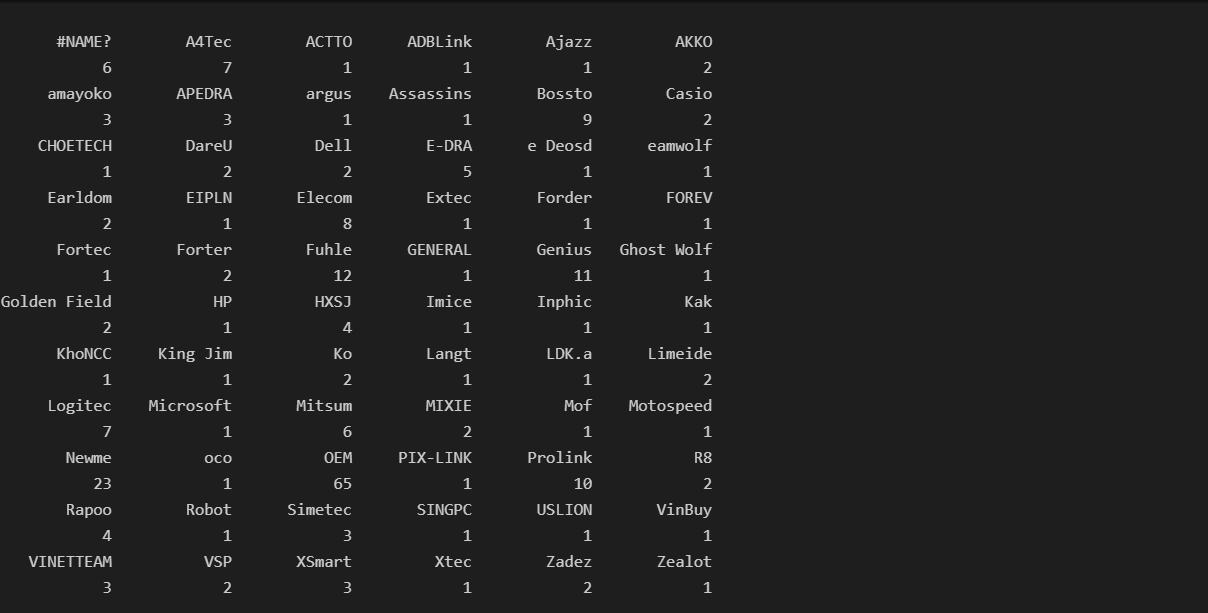 #NAME? A4Tec ACTTO ADBLink Ajazz AKKO
6 7 1 1 1 2
amayoko APEDRA argus Assassins Bossto Casio
3 3 1 1 9 2
CHOETECH DareU Dell E-DRA e Deosd eamwolf
1 2 2 5 1 1
Earldom EIPLN Elecom Extec Forder FOREV
2 1 8 1 1 1
Fortec Forter Fuhle GENERAL Genius Ghost Wolf
1 2 12 1 11 1
Golden Field HP HXSJ Imice Inphic Kak
2 1 4 1 1 1
KhoNCC King Jim Ko Langt LDK.a Limeide
1 1 2 1 1 2
Logitec Microsoft Mitsum MIXIE Mof Motospeed
7 1 6 2 1 1
Newme oco OEM PIX-LINK Prolink R8
23 1 65 1 10 2
Rapoo Robot Simetec SINGPC USLION VinBuy
4 1 3 1 1 1
VINETTEAM VSP XSmart Xtec Zadez Zealot
3 2 3 1 2 1